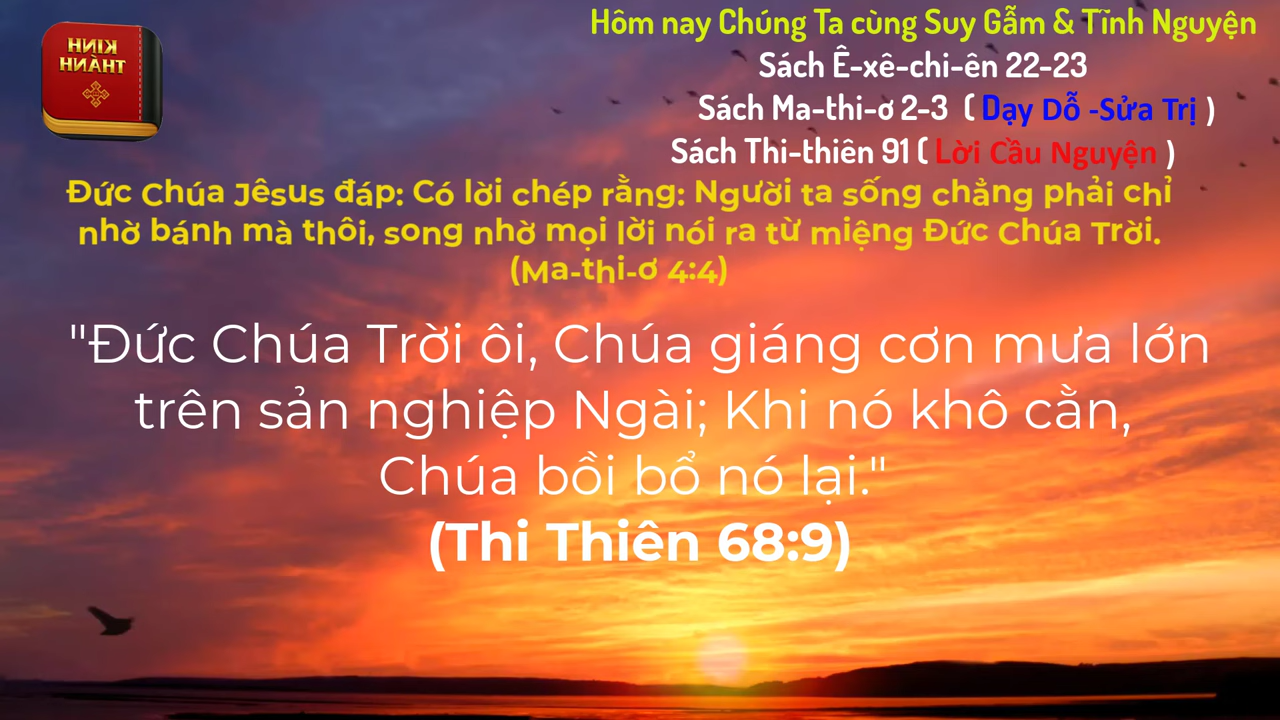 KINH
THÀNH
Hôm nay Chúng Ta cùng Suy Gẫm & Tĩnh Nguyện
Sách Ê-xê-chi-ên 22-23
Sách Ma-thi-ơ 2-3 ( Dạy Dỗ -Sửa Trị )
Sách Thi-thiên 91 ( Lời Cầu Nguyện )
Đức Chúa Jêsus đáp: Có lời chép rằng: Người ta sống chẳng phải chỉ
nhờ bánh mà thôi, song nhờ mọi lời nói ra từ miệng Đức Chúa Trời.
(Ma-thi-ơ 4:4)
"Đức Chúa Trời ôi, Chúa giáng cơn mưa lớn
trên sản nghiệp Ngài; Khi nó khô cằn,
Chúa bồi bổ nó lại."
(Thi Thiên 68:9)